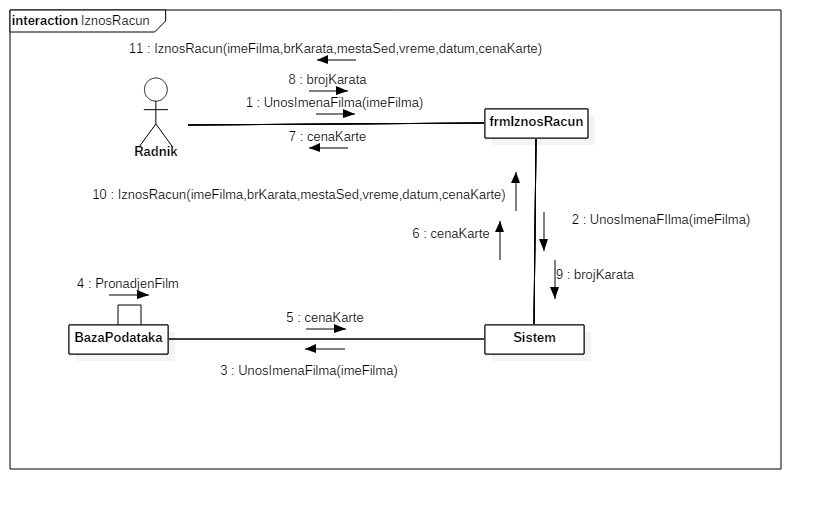 interaction IznosRacun
11 : IznosRacun(imeFilma,brKarata,mestaSed,vreme,datum,cenaKarte)
8 : brojKarata
1 : UnosImenaFilma(imeFilma)
frmIznosRacun
7 : cenaKarte
Radnik
10 : IznosRacun(imeFilma,brKarata,mestaSed,vreme,datum,cenaKarte)
2 : UnosImenaFIlma(imeFilma)
6 : cenaKarte
9 : brojKarata
4 : PronadjenFilm
5 : cenaKarte
BazaPodataka
Sistem
3 : UnosImenaFilma(imeFilma)